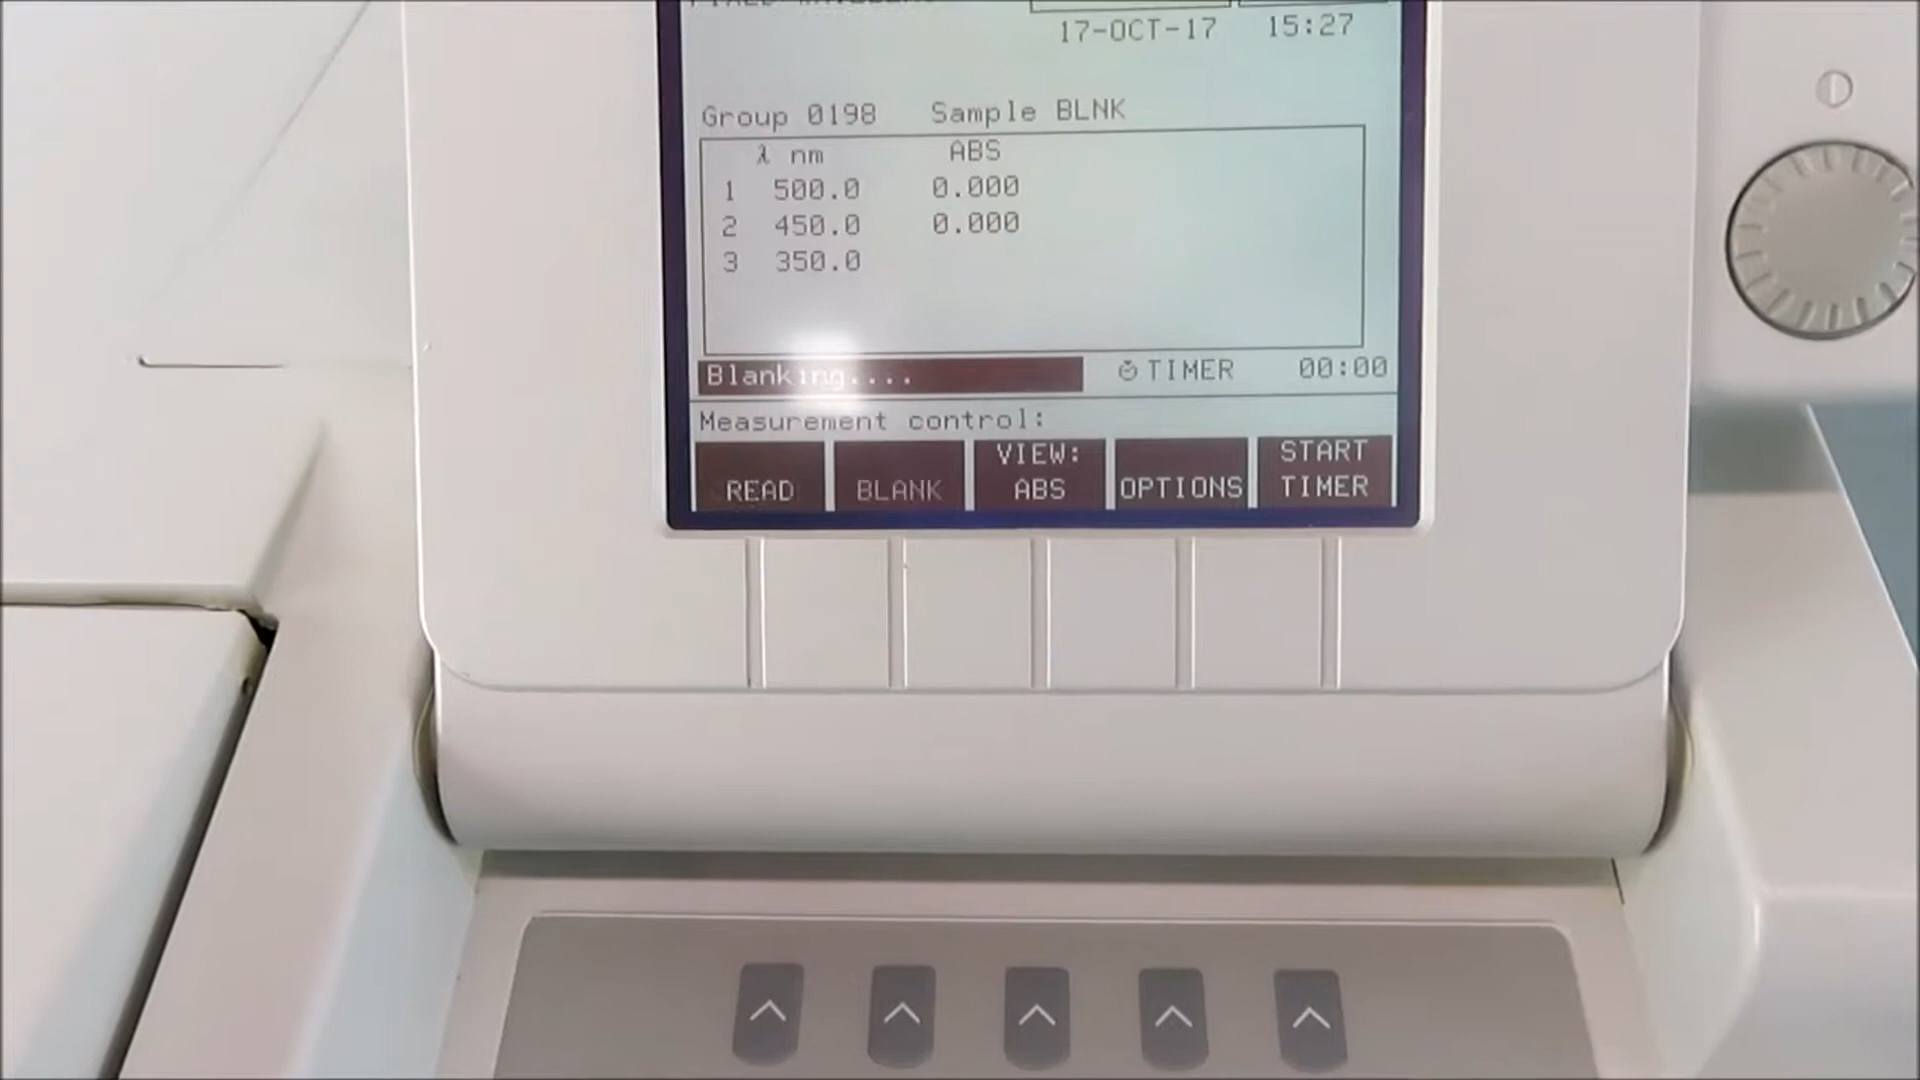 17-OCT-17 15:27
Group 0198 Sample BLNK
λ nm ABS
1 500.0 0.000
2 450.0 0.000
3 350.0
Blanking....
TIMER 00:00
Measurement control:
READ
BLANK
VIEW:
ABS
OPTIONS
START
TIMER